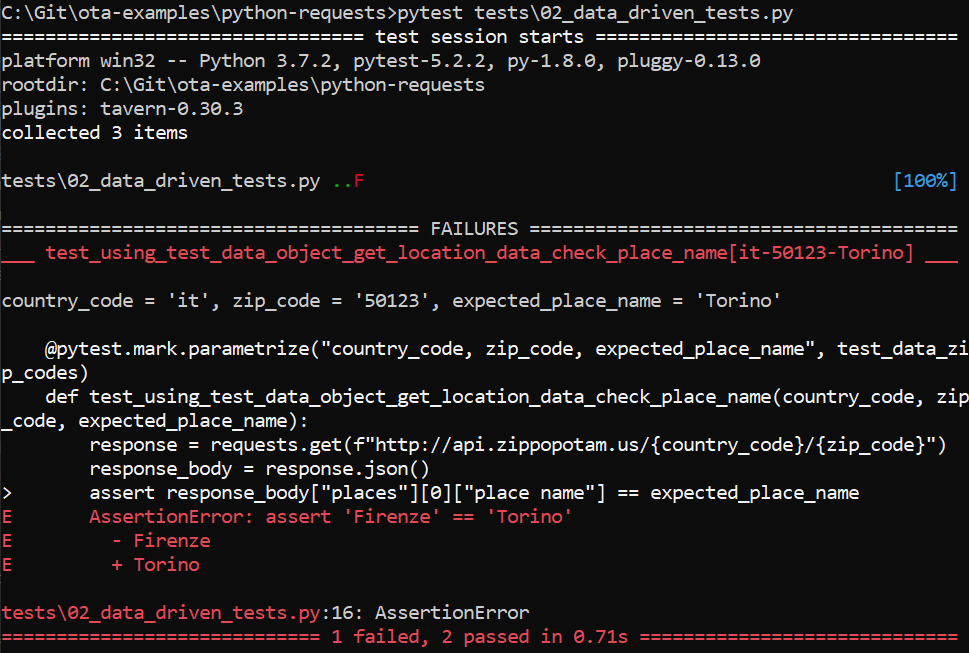 C:\Git\ota-examples\python-requests>pytest tests\02_data_driven_tests.py
================================= test session starts =================================
platform win32 -- Python 3.7.2, pytest-5.2.2, py-1.8.0, pluggy-0.13.0
rootdir: C:\Git\ota-examples\python-requests
plugins: tavern-0.30.3
collected 3 items
tests\02_data_driven_tests.py ..F [100%]
====================================== FAILURES =======================================
___ test_using_test_data_object_get_location_data_check_place_name[it-50123-Torino] ___
country_code = 'it', zip_code = '50123', expected_place_name = 'Torino'
@pytest.mark.parametrize("country_code, zip_code, expected_place_name", test_data_zi
p_codes)
def test_using_test_data_object_get_location_data_check_place_name(country_code, zip
_code, expected_place_name):
response = requests.get(f"http://api.zippopotam.us/{country_code}/{zip_code}")
response_body = response.json()
> assert response_body["places"][0]["place name"] == expected_place_name
E AssertionError: assert 'Firenze' == 'Torino'
E - Firenze
E + Torino
tests\02_data_driven_tests.py:16: AssertionError
============================= 1 failed, 2 passed in 0.71s =============================